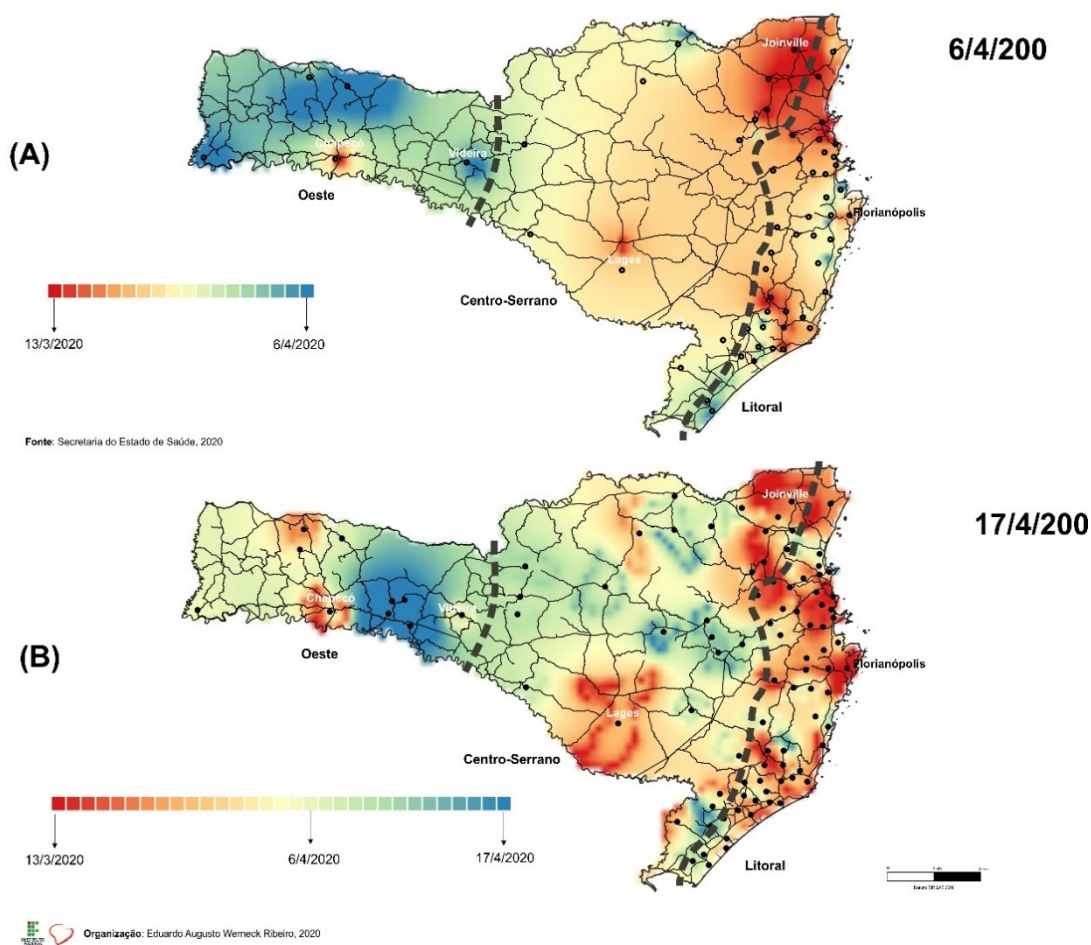 6/4/200
(A)
Joinville
Chapecó
Videira
Oeste
Florianópolis
Lages
Centro-Serrano
13/3/2020
6/4/2020
Litoral
Fonte: Secretaria do Estado de Saúde, 2020
17/4/200
(B)
Joinville
Chapecó
Videira
Oeste
Florianópolis
Lages
Centro-Serrano
13/3/2020
6/4/2020
17/4/2020
Litoral
Organização: Eduardo Augusto Werneck Ribeiro, 2020